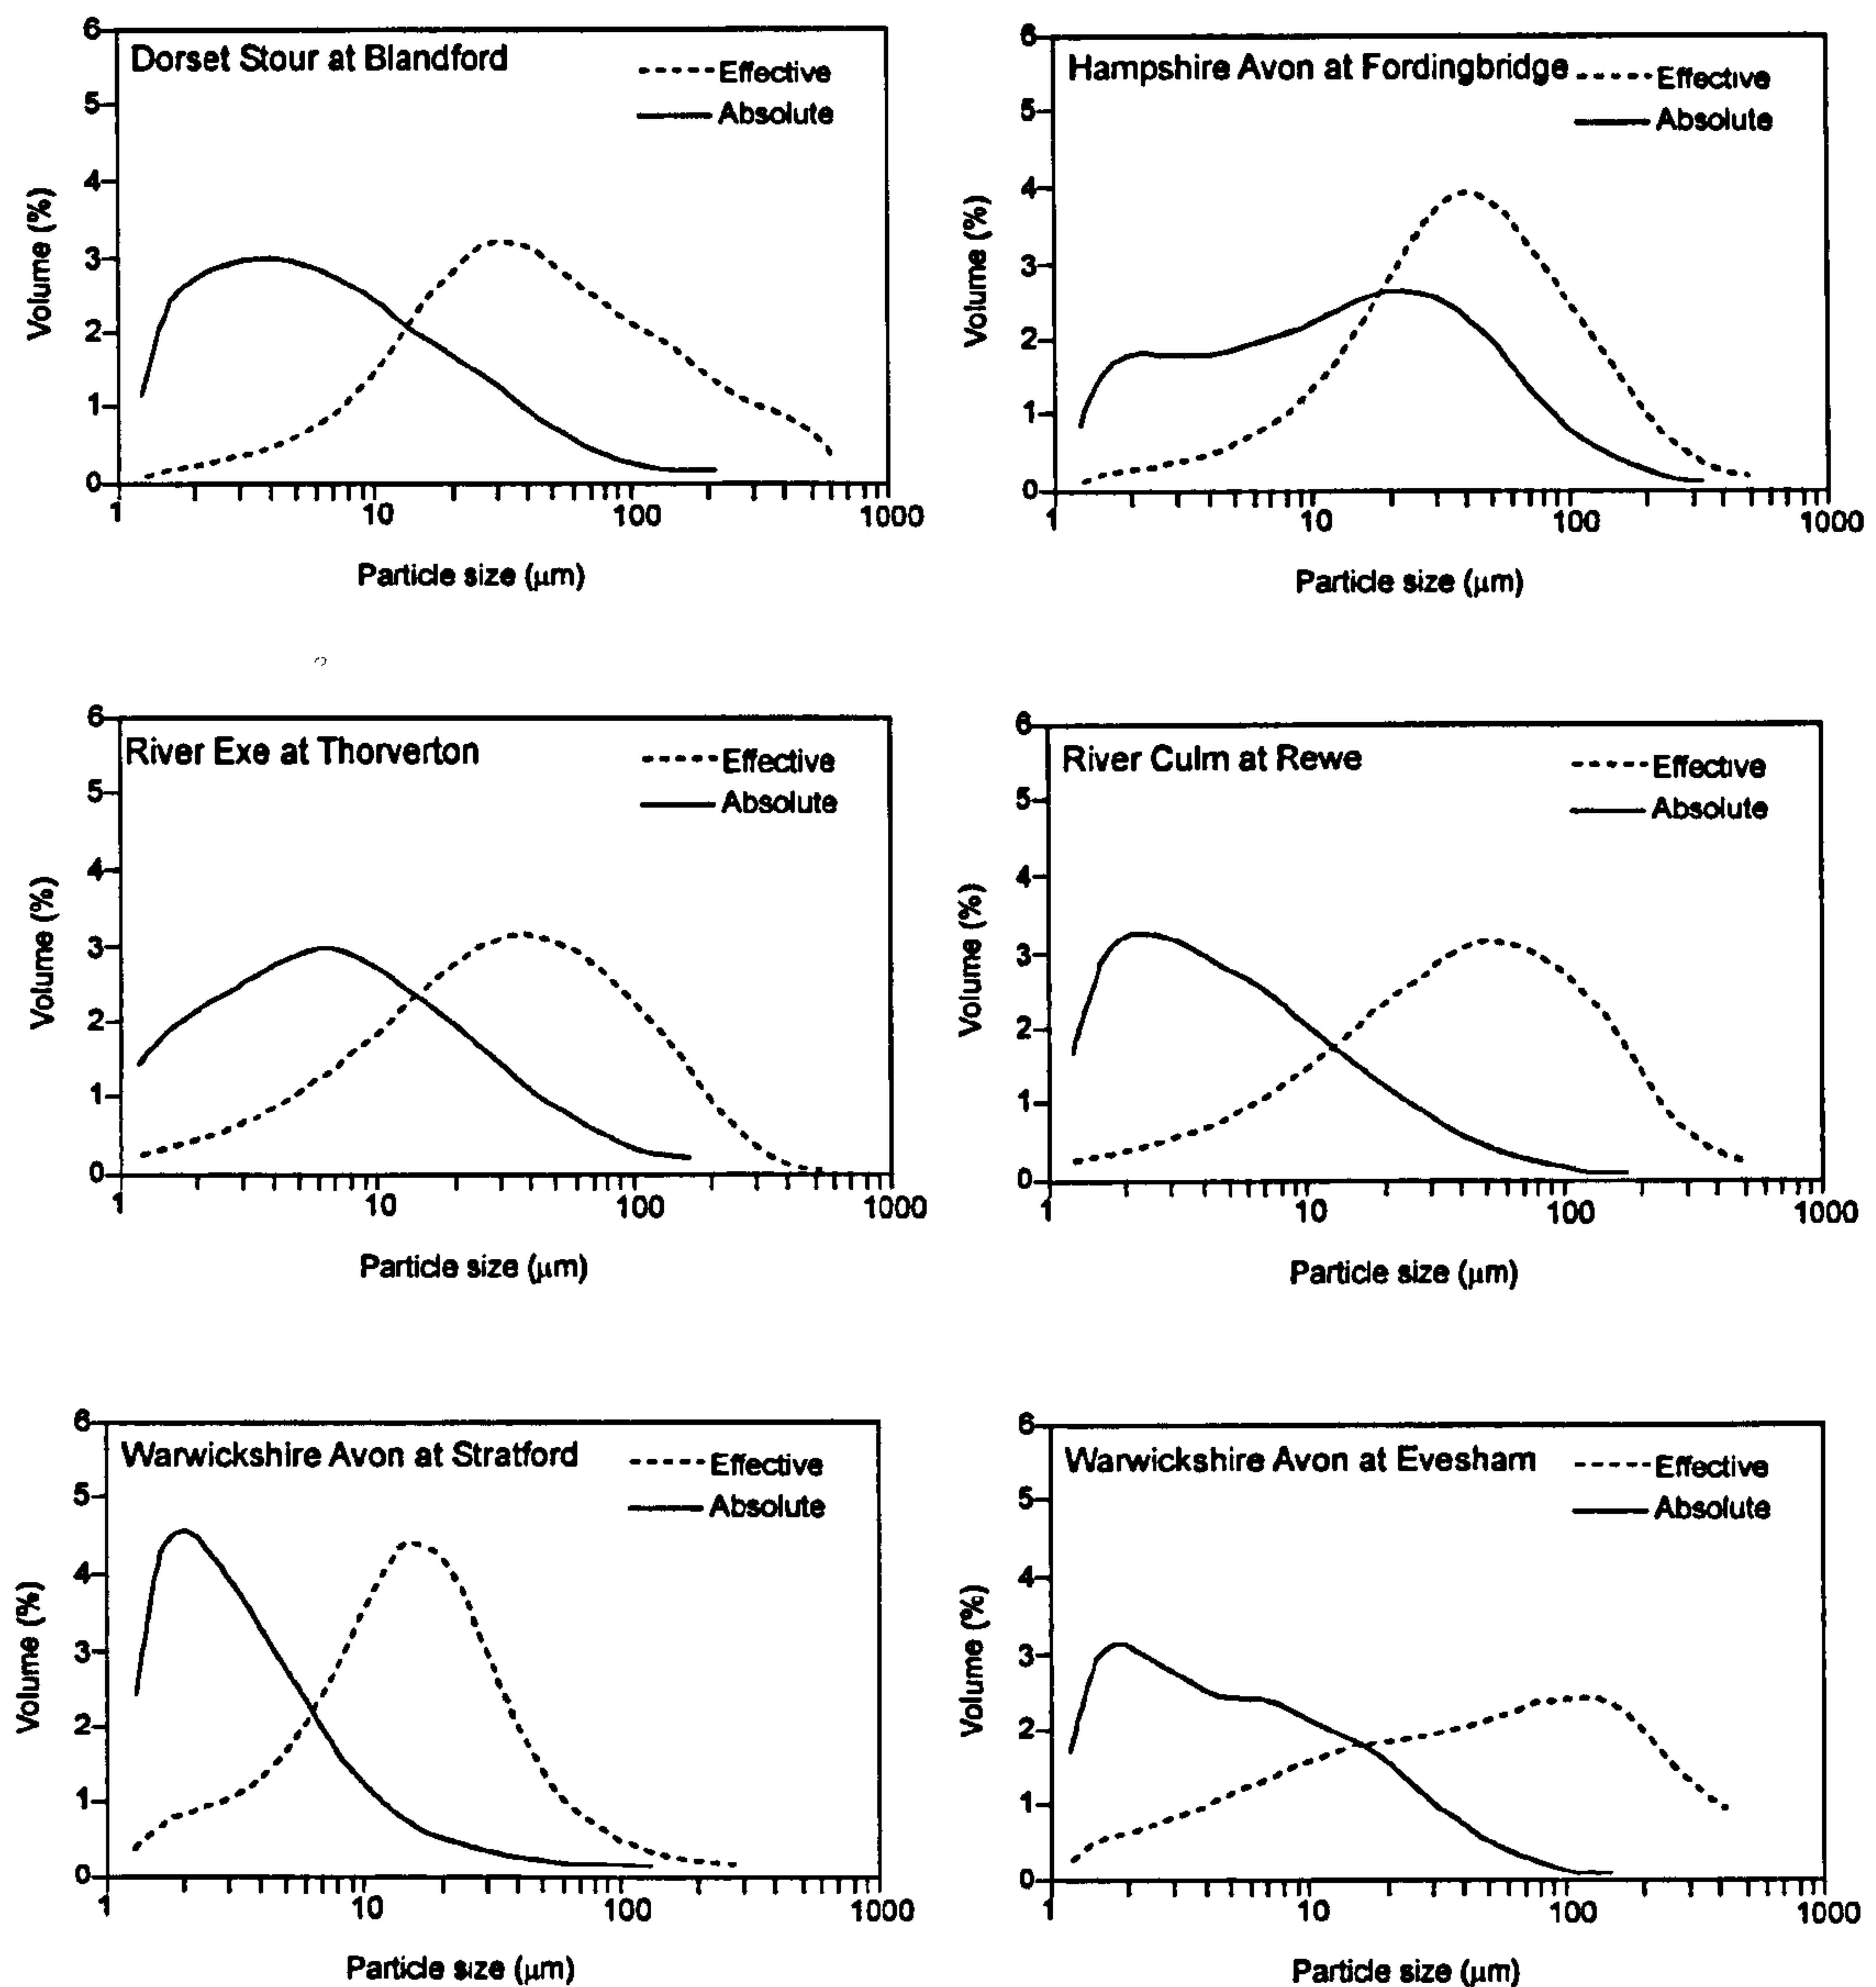 Dorset Stour at Blandford
Effective
Absolute
6
5
4
3
2
1
0
Volume (%)
1
10
100
1000
Particle size (μm)
Hampshire Avon at Fordingbridge
Effective
Absolute
6
5
4
3
2
1
0
Volume (%)
1
10
100
1000
Particle size (μm)
River Exe at Thorverton
Effective
Absolute
6
5
4
3
2
1
0
Volume (%)
1
10
100
1000
Particle size (μm)
River Culm at Rewe
Effective
Absolute
6
5
4
3
2
1
0
Volume (%)
1
10
100
1000
Particle size (μm)
Warwickshire Avon at Stratford
Effective
Absolute
6
5
4
3
2
1
0
Volume (%)
1
10
100
1000
Particle size (μm)
Warwickshire Avon at Evesham
Effective
Absolute
6
5
4
3
2
1
0
Volume (%)
1
10
100
1000
Particle size (μm)